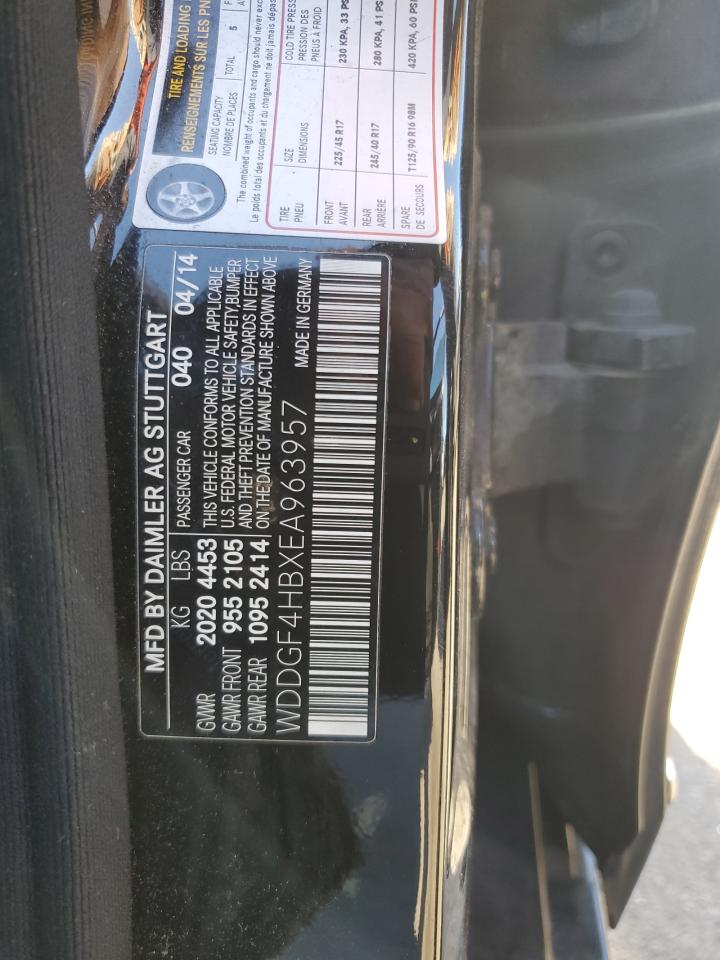 MFD BY DAIMLER AG STUTTGART
KG LBS PASSENGER CAR 040 04/14
GVWR 2020 4453 THIS VEHICLE CONFORMS TO ALL APPLICABLE
U.S. FEDERAL MOTOR VEHICLE SAFETY,BUMPER
GAWR FRONT 955 2105 AND THEFT PREVENTION STANDARDS IN EFFECT
GAWR REAR 1095 2414 ON THE DATE OF MANUFACTURE SHOWN ABOVE
WDDGF4HBXEA963957 MADE IN GERMANY
TIRE AND LOADING
RENSEIGNEMENTS SUR LES PN
SEATING CAPACITY
NOMBRE DE PLACES TOTAL 5
The combined weight of occupants and cargo should never exc
Le poids total des occupants et du chargement ne doit jamais dépas
TIRE SIZE COLD TIRE PRESS
PNEU DIMENSIONS PRESSION DES
PNEUS À FROID
FRONT 225/45 R17 230 KPA, 33 PS
AVANT
REAR 245/40 R17 280 KPA, 41 PS
ARRIÈRE
SPARE T125/90 R16 98M 420 KPA, 60 PSI
DE SECOURS